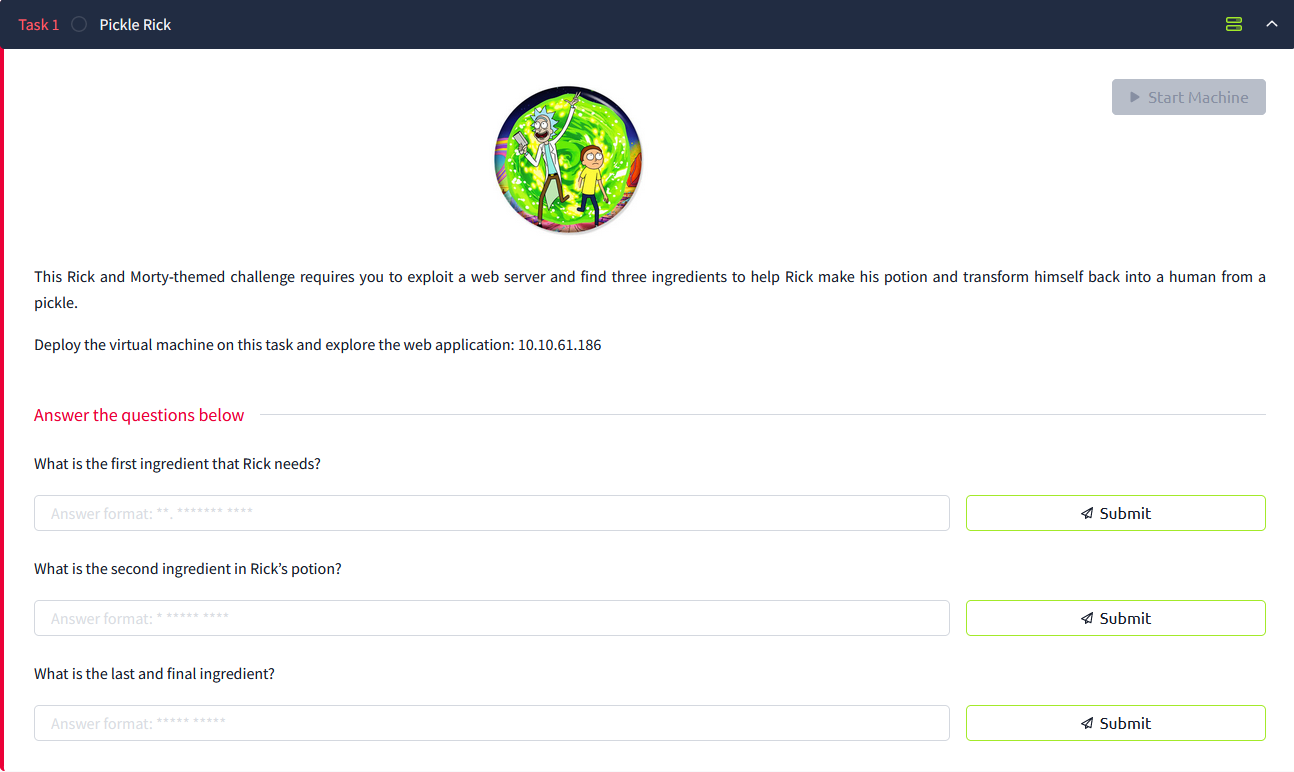 Task 1 Pickle Rick
Start Machine
This Rick and Morty-themed challenge requires you to exploit a web server and find three ingredients to help Rick make his potion and transform himself back into a human from a
pickle.
Deploy the virtual machine on this task and explore the web application: 10.10.61.186
Answer the questions below
What is the first ingredient that Rick needs?
Answer format: **. ******* ****
Submit
What is the second ingredient in Rick’s potion?
Answer format: * ***** ****
Submit
What is the last and final ingredient?
Answer format: ***** *****
Submit